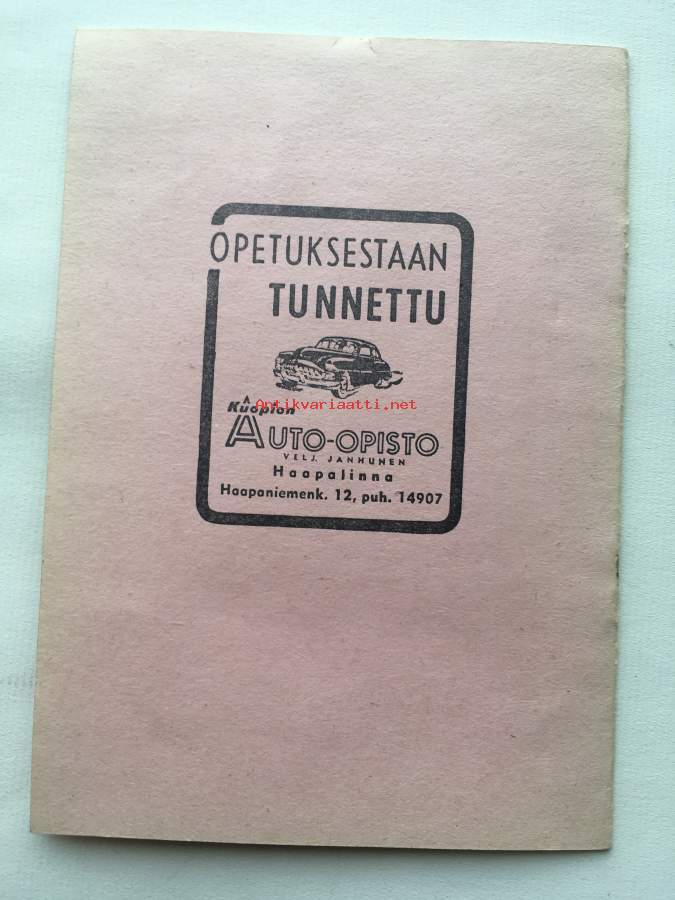 OPETUKSESTAAN
TUNNETTU
Antikvariaatti.net
Kuopion
AUTO-OPISTO
VELJ. JANHUNEN
Haapalinna
Haapaniemenk. 12, puh. 14907